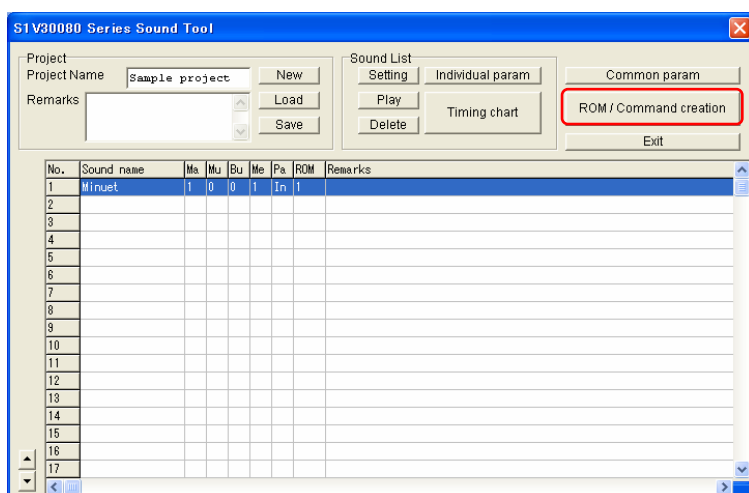 S1V30080 Series Sound Tool
Project
Project Name Sample project New
Remarks Load
Save
Sound List
Setting Individual param
Play Timing chart
Delete
Common param
ROM / Command creation
Exit
No. Sound name Ma Mu Bu Me Pa ROM Remarks
1 Minuet 1 0 0 1 In 1
2
3
4
5
6
7
8
9
10
11
12
13
14
15
16
17